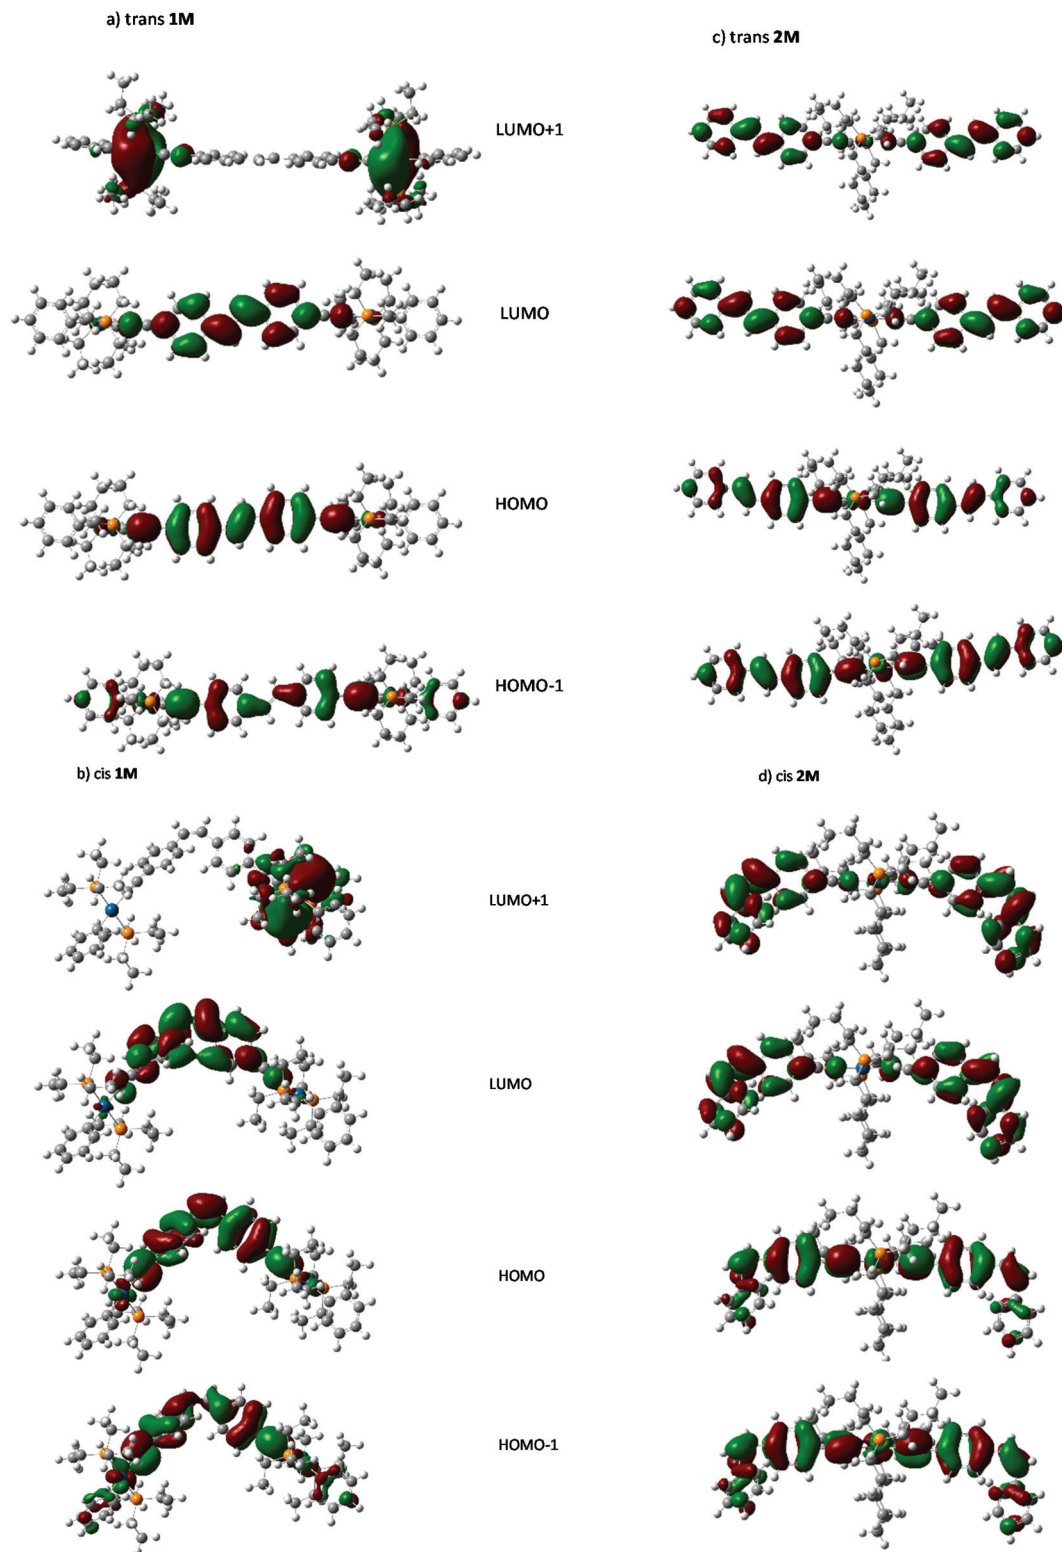 a) trans 1M
LUMO+1
LUMO
HOMO
HOMO-1
b) cis 1M
LUMO+1
LUMO
HOMO
HOMO-1
c) trans 2M
d) cis 2M